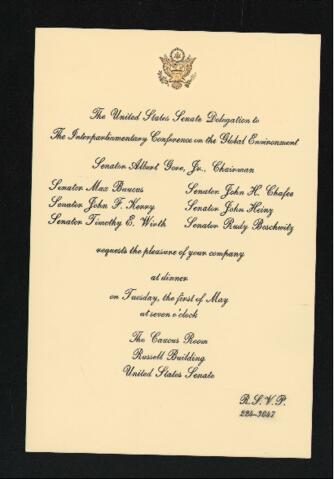 The United States Senate Delegation to
The Interparliamentary Conference on the Global Environment
Senator Albert Gore, Jr., Chairman
Senator Max Baucus Senator John H. Chafee
Senator John F. Kerry Senator John Heinz
Senator Timothy E. Wirth Senator Rudy Boschwitz
requests the pleasure of your company
at dinner
on Tuesday, the first of May
at seven o'clock
The Caucus Room
Russell Building
United States Senate
R.S.V.P.
224-3047